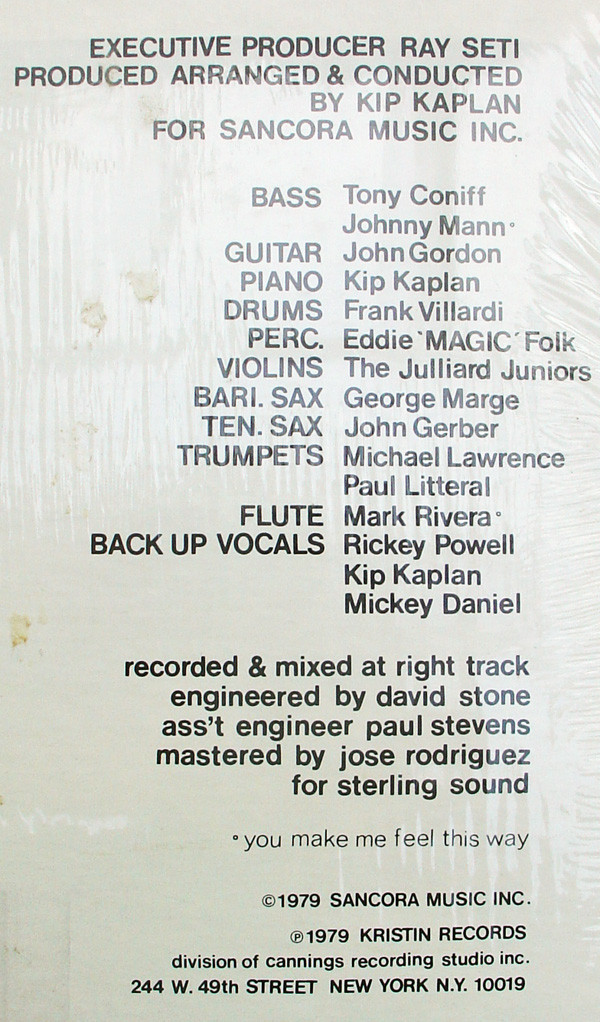 EXECUTIVE PRODUCER RAY SETI
PRODUCED ARRANGED & CONDUCTED
BY KIP KAPLAN
FOR SANCORA MUSIC INC.
BASS Tony Coniff
Johnny Mann°
GUITAR John Gordon
PIANO Kip Kaplan
DRUMS Frank Villardi
PERC. Eddie `MAGIC´ Folk
VIOLINS The Julliard Juniors
BARI. SAX George Marge
TEN. SAX John Gerber
TRUMPETS Michael Lawrence
Paul Litteral
FLUTE Mark Rivera°
BACK UP VOCALS Rickey Powell
Kip Kaplan
Mickey Daniel
recorded & mixed at right track
engineered by david stone
ass't engineer paul stevens
mastered by jose rodriguez
for sterling sound
°you make me feel this way
©1979 SANCORA MUSIC INC.
℗1979 KRISTIN RECORDS
division of cannings recording studio inc.
244 W. 49th STREET NEW YORK N.Y. 10019